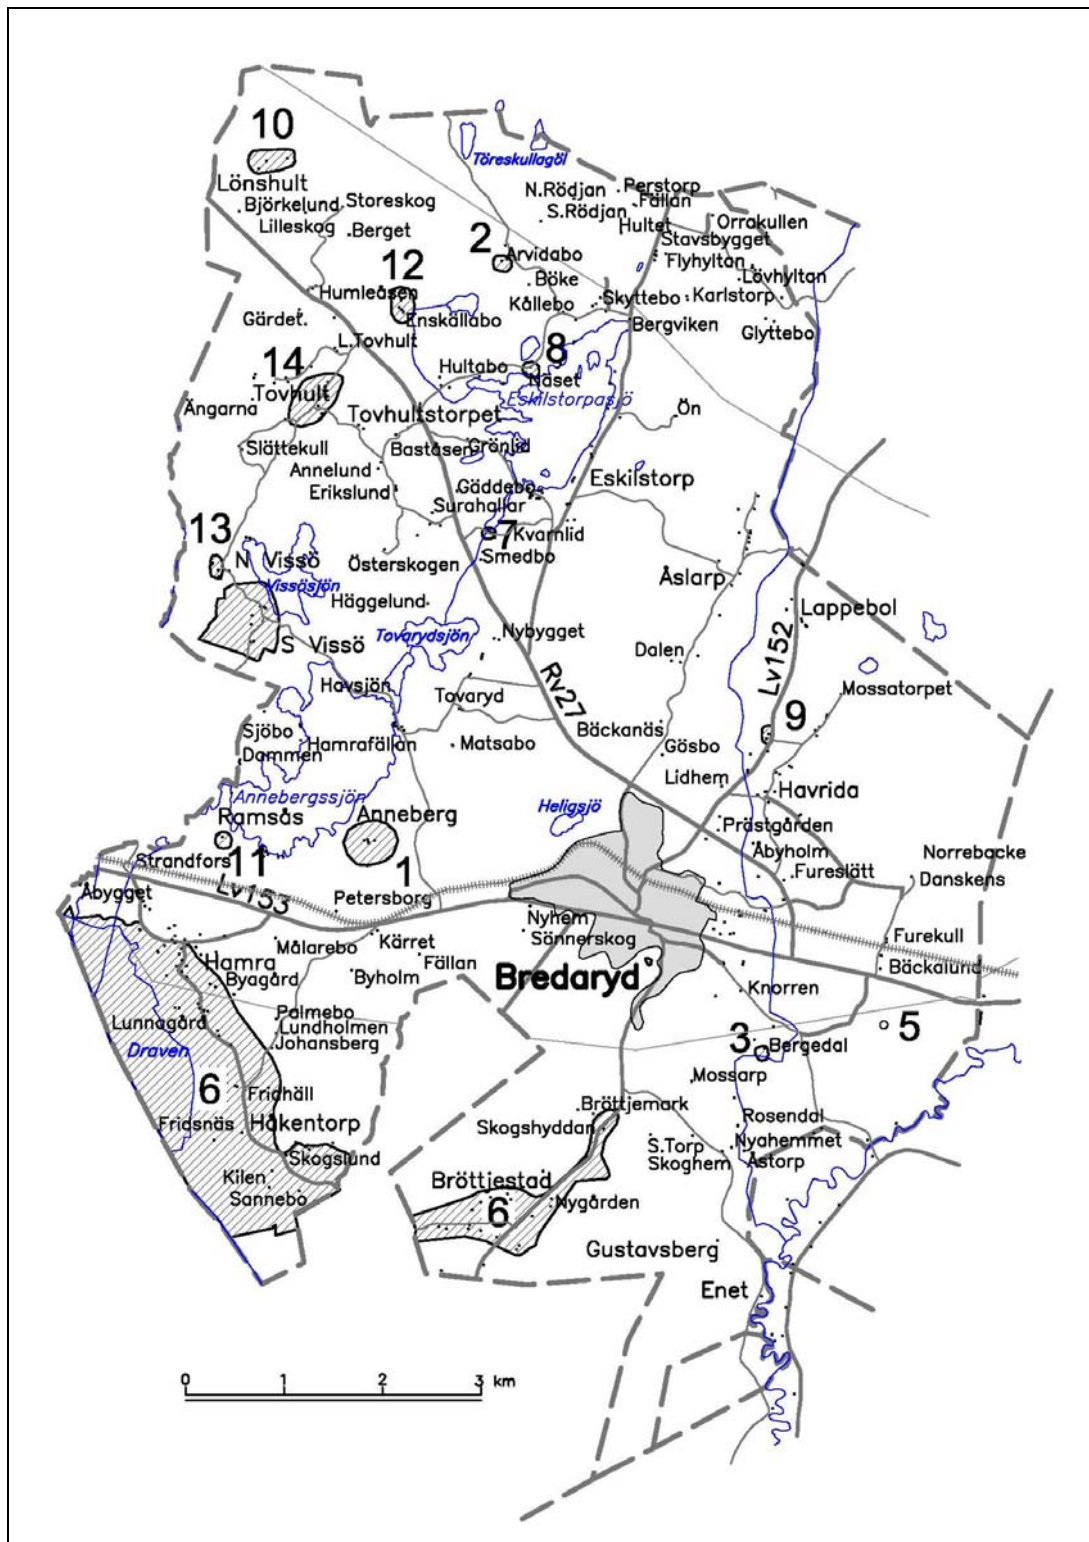 10
Töreskullagöl
Lönshult
Björkelund
Storeskog
Lilleskog
Berget
N.Rödjan
Perstorp
Fällan
S.Rödjan
Hultet
Orrakullen
Stavsbygget
Flyhyltan
Lövhyltan
2
Arvidabo
Böke
12
Humleåsen
Kållebo
Skyttebo
Karlstorp
Enskällabo
Bergviken
Glyttebo
Gärdet
L.Tovhult
14
8
Hultabo
Näset
Tovhult
Eskilstorpasjö
Ängarna
Tovhultstorpet
Ön
Slättekull
Baståsen
Grönlid
Annelund
Erikslund
Gäddebo
Eskilstorp
Surahallar
13
7
Kvarnlid
N Vissö
Österskogen
Smedbo
Vissösjön
Åslarp
Häggelund
Lappebol
S Vissö
Tovarydsjön
Nybygget
Dalen
Lv152
Havsjön
Tovaryd
Rv27
Mossatorpet
Sjöbo
Hamrafällan
Bäckanäs
9
Dammen
Matsabo
Gösbo
Lidhem
Havrida
Annebergssjön
Heligsjö
Ramsås
Anneberg
Prästgården
11
1
Åbyholm
Norrebacke
Strandfors
Fureslätt
Danskens
Åbygget
Lv153
Petersborg
Nyhem
Målarebo
Kärret
Sönnerskog
Furekull
Hamra
Fällan
Bäckalund
Byagård
Byholm
Bredaryd
Knorren
Palmebo
Lunnagård
Lundholmen
5
Draven
Johansberg
3
Bergedal
6
Mossarp
Fridhäll
Bröttjemark
Fridsnäs
Håkentorp
Skogshyddan
Rosendal
S.Torp
Nyahemmet
Skogslund
Skoghem
Åstorp
Kilen
Bröttjestad
Sannebo
6
Nygården
Gustavsberg
Enet
0 1 2 3 km